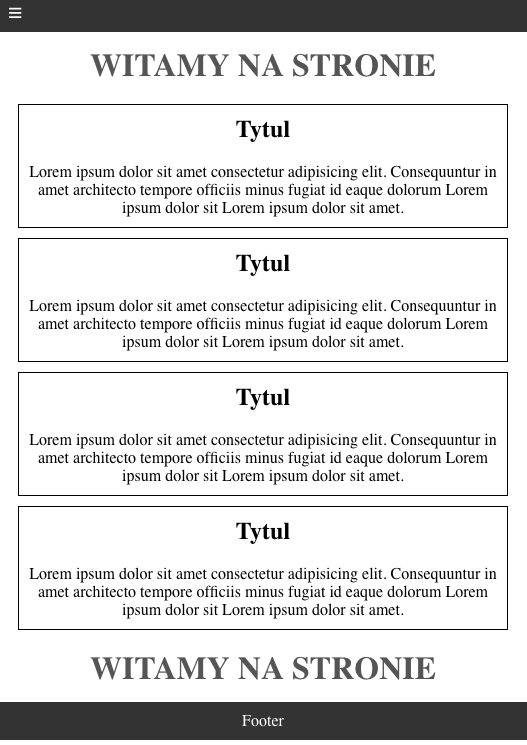 WITAMY NA STRONIE
Tytul
Lorem ipsum dolor sit amet consectetur adipisicing elit. Consequuntur in
amet architecto tempore officiis minus fugiat id eaque dolorum Lorem
ipsum dolor sit Lorem ipsum dolor sit amet.
Tytul
Lorem ipsum dolor sit amet consectetur adipisicing elit. Consequuntur in
amet architecto tempore officiis minus fugiat id eaque dolorum Lorem
ipsum dolor sit Lorem ipsum dolor sit amet.
Tytul
Lorem ipsum dolor sit amet consectetur adipisicing elit. Consequuntur in
amet architecto tempore officiis minus fugiat id eaque dolorum Lorem
ipsum dolor sit Lorem ipsum dolor sit amet.
Tytul
Lorem ipsum dolor sit amet consectetur adipisicing elit. Consequuntur in
amet architecto tempore officiis minus fugiat id eaque dolorum Lorem
ipsum dolor sit Lorem ipsum dolor sit amet.
WITAMY NA STRONIE
Footer